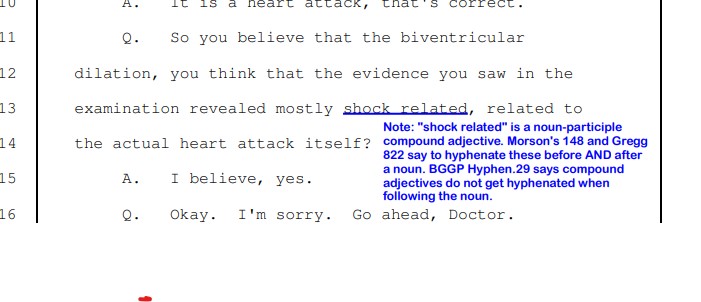 10 A. It is a heart attack, that's correct.
11 Q. So you believe that the biventricular
12 dilation, you think that the evidence you saw in the
13 examination revealed mostly shock related, related to
14 the actual heart attack itself?
Note: "shock related" is a noun-participle
compound adjective. Morson's 148 and Gregg
822 say to hyphenate these before AND after
a noun. BGGP Hyphen.29 says compound
adjectives do not get hyphenated when
following the noun.
15 A. I believe, yes.
16 Q. Okay. I'm sorry. Go ahead, Doctor.